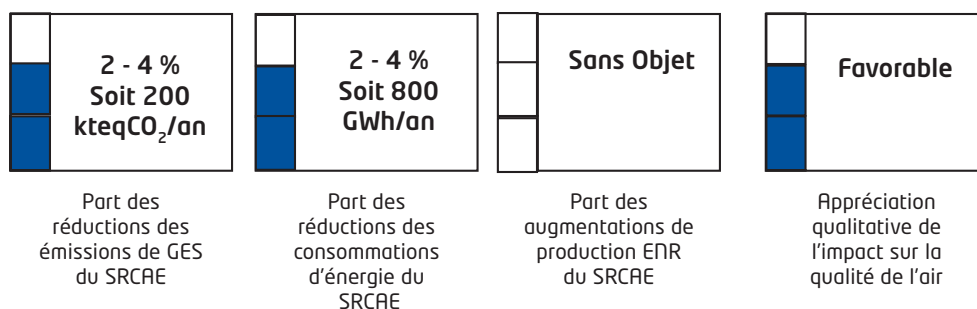 2 - 4 %
Soit 200
kteqCO₂/an
2 - 4 %
Soit 800
GWh/an
Sans Objet
Favorable
Part des
réductions des
émissions de GES
du SRCAE
Part des
réductions des
consommations
d'énergie du
SRCAE
Part des
augmentations de
production ENR
du SRCAE
Appréciation
qualitative de
l'impact sur la
qualité de l'air